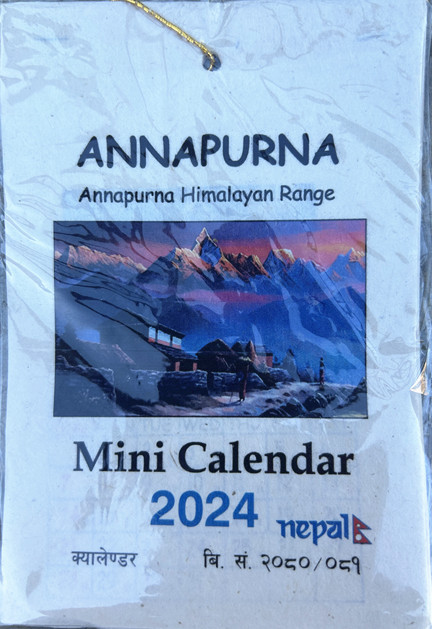 ANNAPURNA
Annapurna Himalayan Range
Mini Calendar
2024
nepal
क्यालेण्डर बि. सं. २०८०/०८१